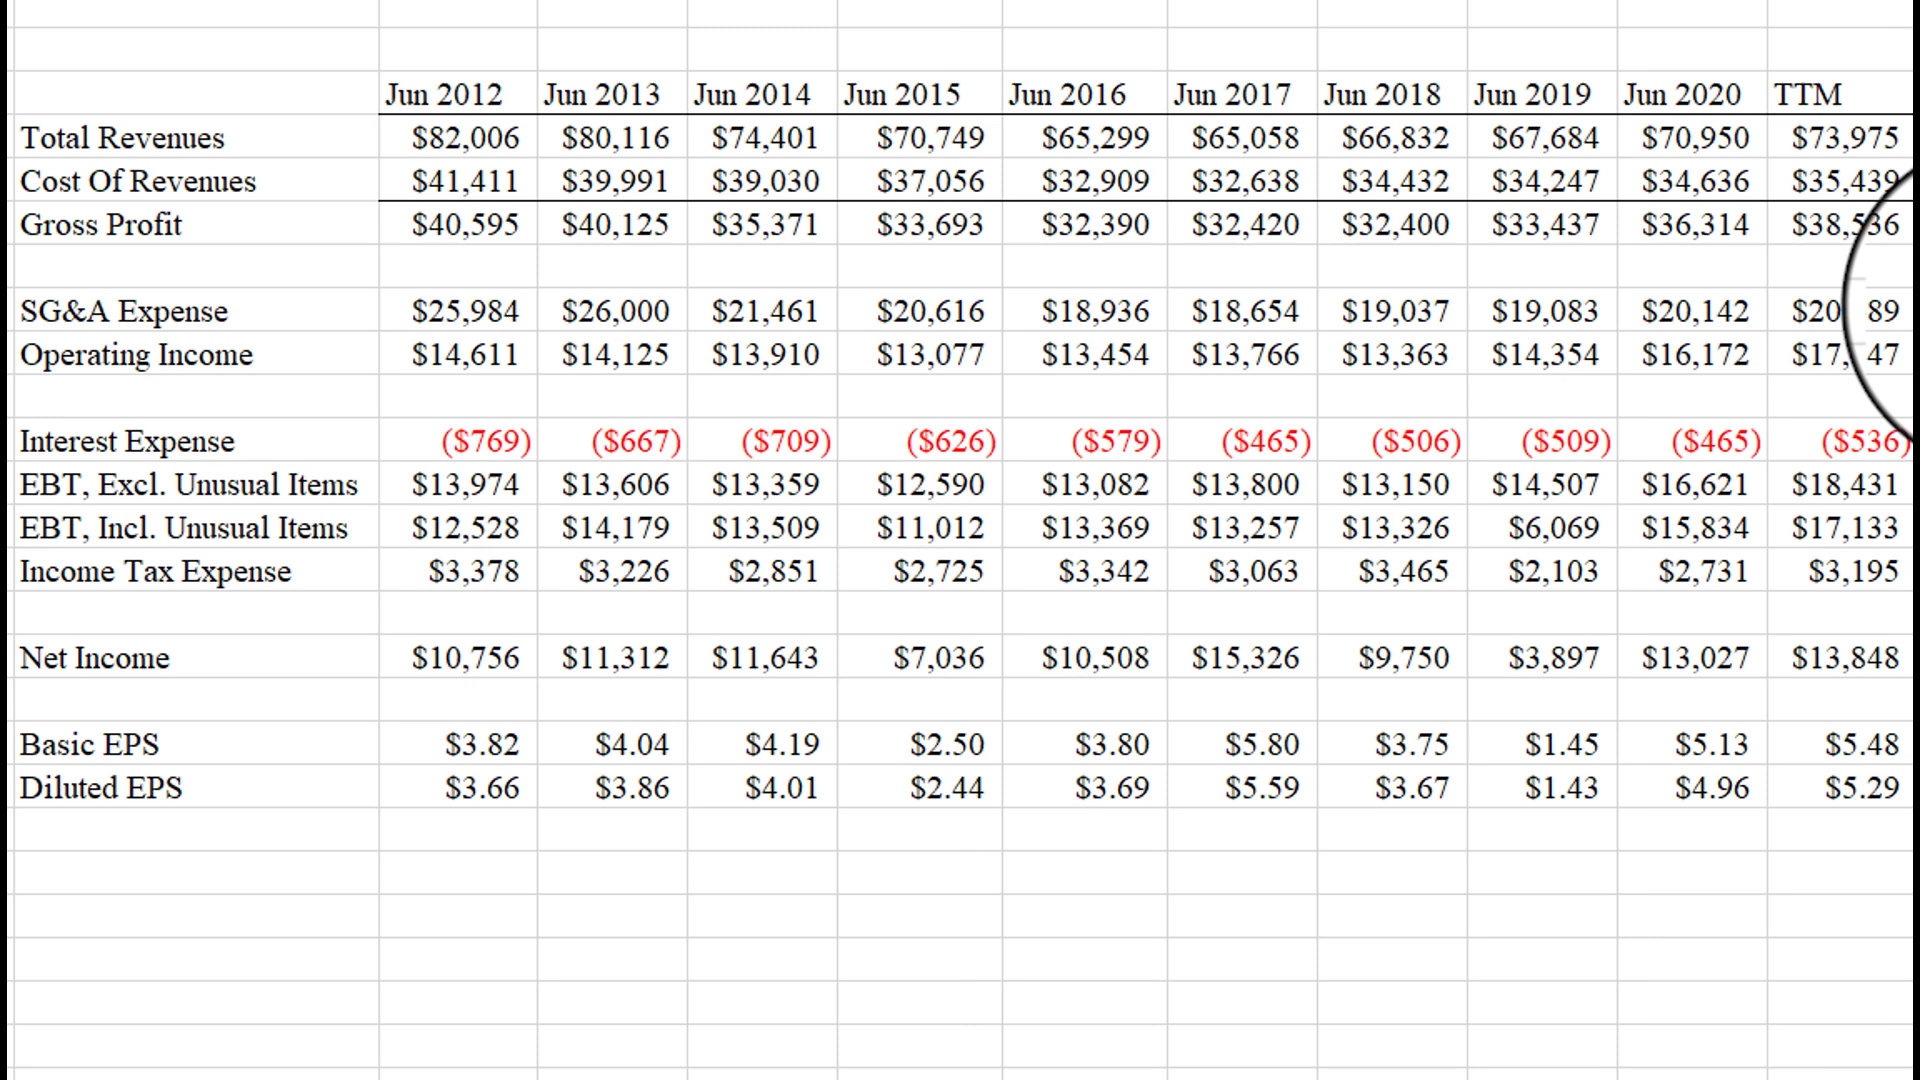 Jun 2012 Jun 2013 Jun 2014 Jun 2015 Jun 2016 Jun 2017 Jun 2018 Jun 2019 Jun 2020 TTM
Total Revenues $82,006 $80,116 $74,401 $70,749 $65,299 $65,058 $66,832 $67,684 $70,950 $73,975
Cost Of Revenues $41,411 $39,991 $39,030 $37,056 $32,909 $32,638 $34,432 $34,247 $34,636 $35,439
Gross Profit $40,595 $40,125 $35,371 $33,693 $32,390 $32,420 $32,400 $33,437 $36,314 $38,536
SG&A Expense $25,984 $26,000 $21,461 $20,616 $18,936 $18,654 $19,037 $19,083 $20,142
Operating Income $14,611 $14,125 $13,910 $13,077 $13,454 $13,766 $13,363 $14,354 $16,172
Interest Expense ($769) ($667) ($709) ($626) ($579) ($465) ($506) ($509) ($465) ($536)
EBT, Excl. Unusual Items $13,974 $13,606 $13,359 $12,590 $13,082 $13,800 $13,150 $14,507 $16,621 $18,431
EBT, Incl. Unusual Items $12,528 $14,179 $13,509 $11,012 $13,369 $13,257 $13,326 $6,069 $15,834 $17,133
Income Tax Expense $3,378 $3,226 $2,851 $2,725 $3,342 $3,063 $3,465 $2,103 $2,731 $3,195
Net Income $10,756 $11,312 $11,643 $7,036 $10,508 $15,326 $9,750 $3,897 $13,027 $13,848
Basic EPS $3.82 $4.04 $4.19 $2.50 $3.80 $5.80 $3.75 $1.45 $5.13 $5.48
Diluted EPS $3.66 $3.86 $4.01 $2.44 $3.69 $5.59 $3.67 $1.43 $4.96 $5.29